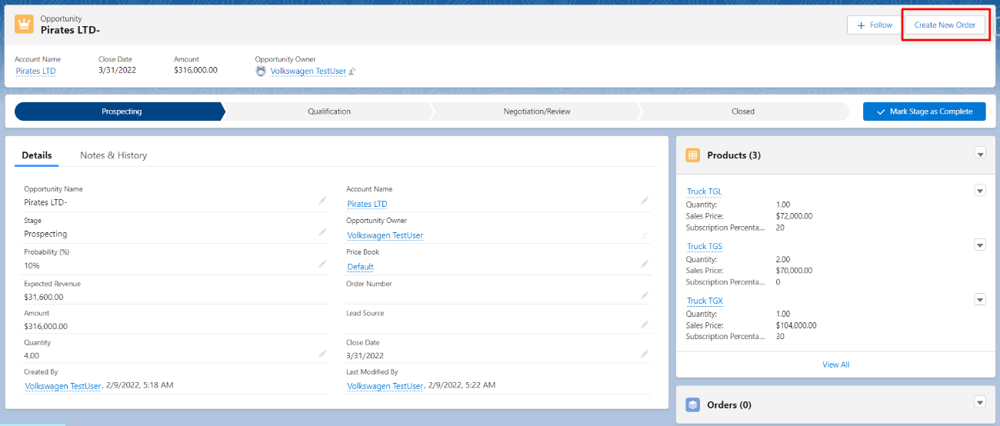 Opportunity
Pirates LTD-
Follow
Create New Order
Account Name
Close Date
Amount
Opportunity Owner
Pirates LTD
3/31/2022
$316,000.00
Volkswagen TestUser
Prospecting
Qualification
Negotiation/Review
Closed
Mark Stage as Complete
Details
Notes & History
Opportunity Name
Pirates LTD-
Account Name
Pirates LTD
Stage
Prospecting
Opportunity Owner
Volkswagen TestUser
Probability (%)
10%
Price Book
Default
Expected Revenue
$31,600.00
Order Number
Amount
$316,000.00
Lead Source
Quantity
4.00
Close Date
3/31/2022
Created By
Volkswagen TestUser, 2/9/2022, 5:18 AM
Last Modified By
Volkswagen TestUser, 2/9/2022, 5:22 AM
Products (3)
Truck TGL
Quantity: 1.00
Sales Price: $72,000.00
Subscription Percenta... 20
Truck TGS
Quantity: 2.00
Sales Price: $70,000.00
Subscription Percenta... 0
Truck TGX
Quantity: 1.00
Sales Price: $104,000.00
Subscription Percenta... 30
View All
Orders (0)